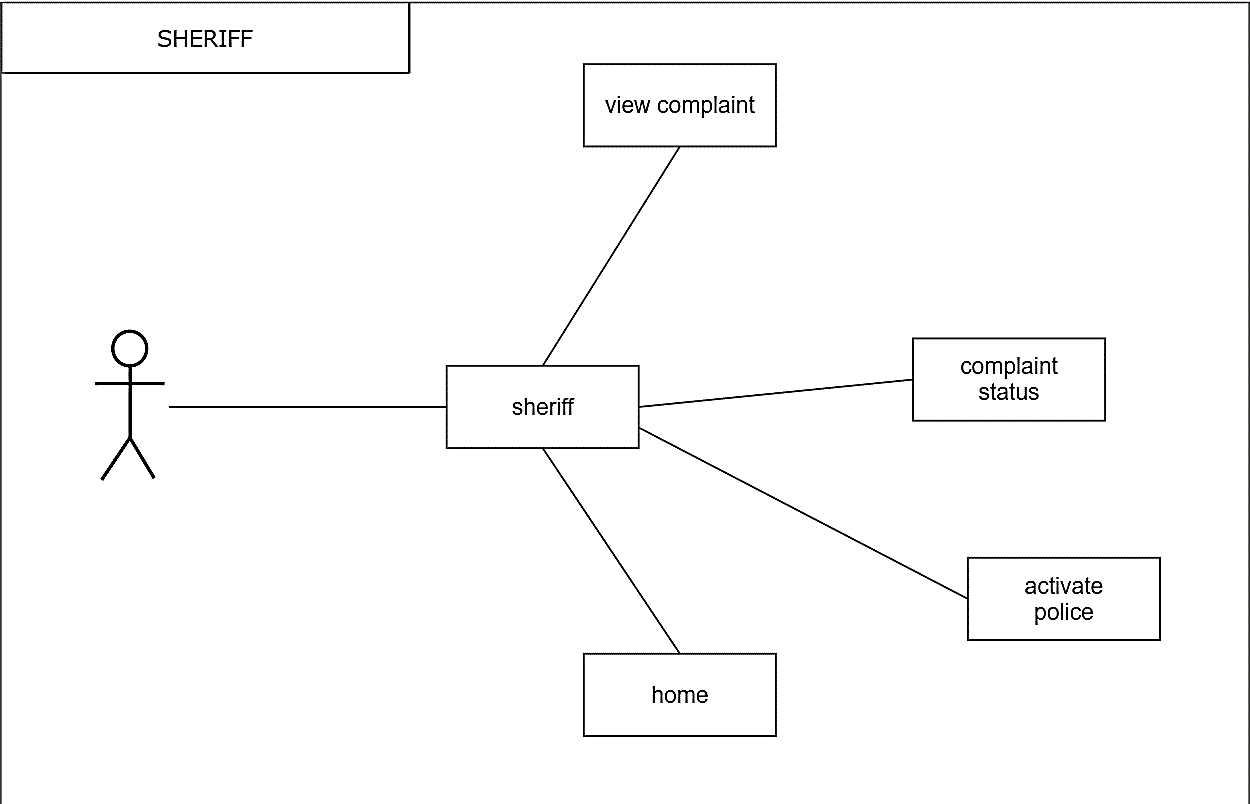 SHERIFF
view complaint
sheriff
complaint
status
activate
police
home